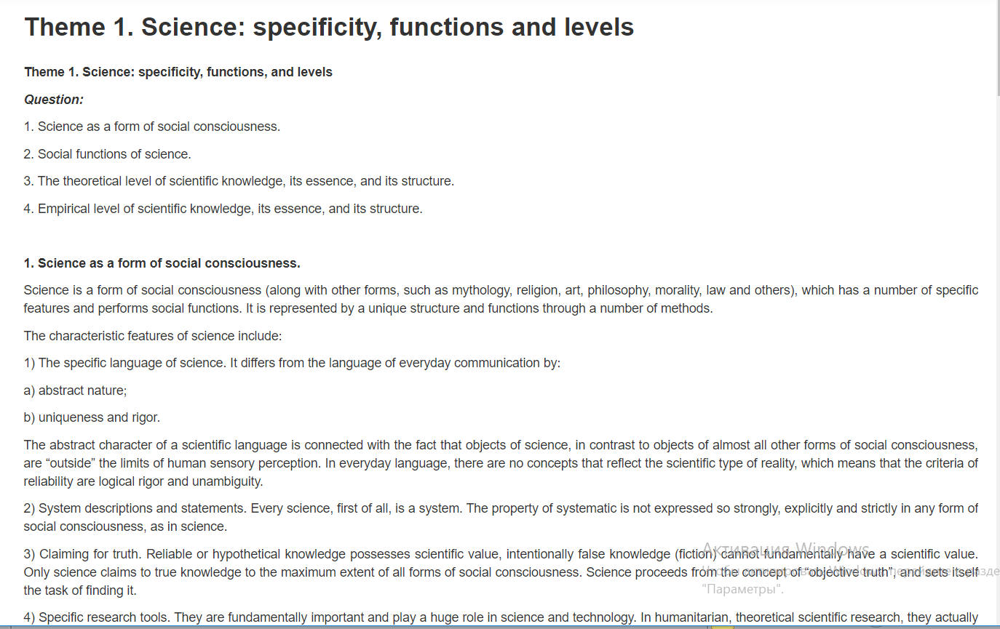 Theme 1. Science: specificity, functions and levels
Theme 1. Science: specificity, functions, and levels
Question:
1. Science as a form of social consciousness.
2. Social functions of science.
3. The theoretical level of scientific knowledge, its essence, and its structure.
4. Empirical level of scientific knowledge, its essence, and its structure.
1. Science as a form of social consciousness.
Science is a form of social consciousness (along with other forms, such as mythology, religion, art, philosophy, morality, law and others), which has a number of specific
features and performs social functions. It is represented by a unique structure and functions through a number of methods.
The characteristic features of science include:
1) The specific language of science. It differs from the language of everyday communication by:
a) abstract nature;
b) uniqueness and rigor.
The abstract character of a scientific language is connected with the fact that objects of science, in contrast to objects of almost all other forms of social consciousness,
are “outside” the limits of human sensory perception. In everyday language, there are no concepts that reflect the scientific type of reality, which means that the criteria of
reliability are logical rigor and unambiguity.
2) System descriptions and statements. Every science, first of all, is a system. The property of systematic is not expressed so strongly, explicitly and strictly in any form of
social consciousness, as in science.
3) Claiming for truth. Reliable or hypothetical knowledge possesses scientific value, intentionally false knowledge (fiction) cannot fundamentally have a scientific value.
Only science claims to true knowledge to the maximum extent of all forms of social consciousness. Science proceeds from the concept of “objective truth”, and sets itself
the task of finding it.
4) Specific research tools. They are fundamentally important and play a huge role in science and technology. In humanitarian, theoretical scientific research, they actually
Активация Windows
Чтобы активировать Windows, перейдите в разде
"Параметры".